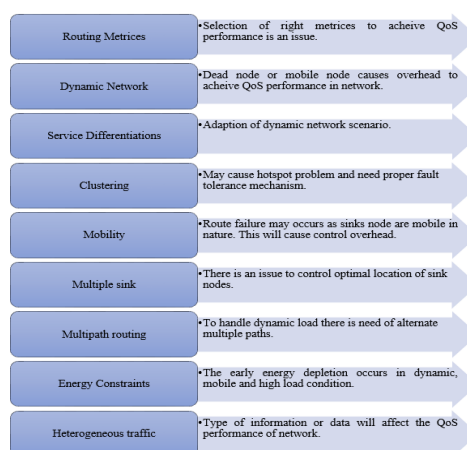 Routing Metrices
•Selection of right metrices to acheive QoS
performance is an issue.
Dynamic Network
•Dead node or mobile node causes overhead to
acheive QoS performance in network.
Service Differentiations
•Adaption of dynamic network scenario.
Clustering
•May cause hotspot problem and need proper fault
tolerance mechanism.
Mobility
•Route failure may occurs as sinks node are mobile in
nature. This will cause control overhead.
Multiple sink
•There is an issue to control optimal location of sink
nodes.
Multipath routing
•To handle dynamic load there is need of alternate
multiple paths.
Energy Constraints
•The early energy depletion occurs in dynamic,
mobile and high load condition.
Heterogeneous traffic
•Type of information or data will affect the QoS
performance of network.